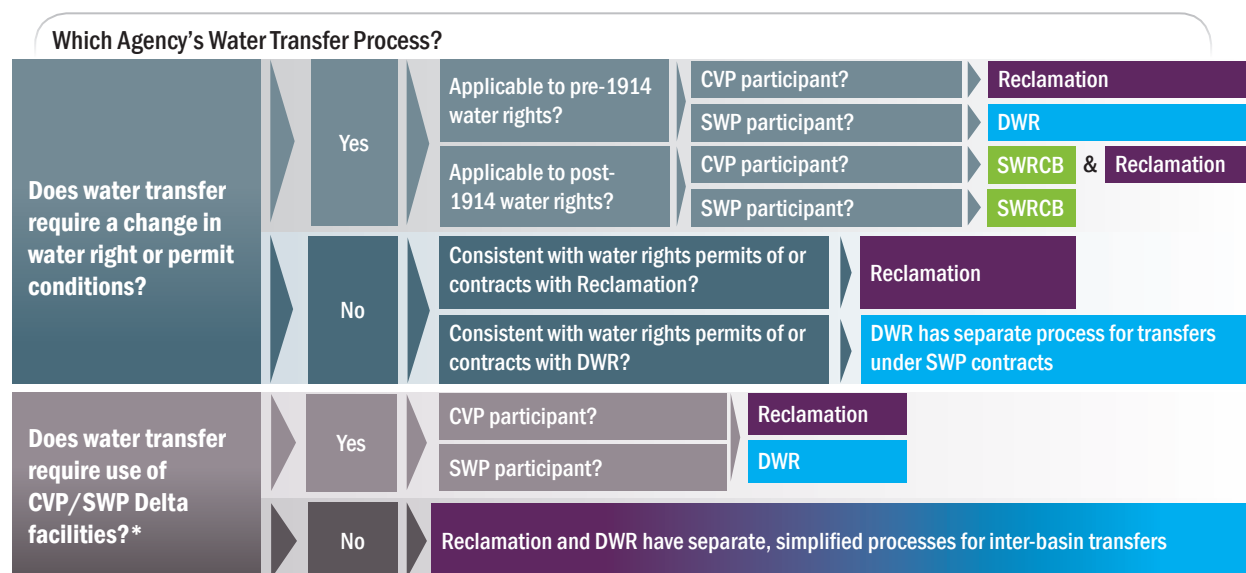 Which Agency's Water Transfer Process?
Does water transfer
require a change in
water right or permit
conditions?
Yes
Applicable to pre-1914
water rights?
CVP participant?
Reclamation
SWP participant?
DWR
Applicable to post-
1914 water rights?
CVP participant?
SWRCB & Reclamation
SWP participant?
SWRCB
No
Consistent with water rights permits of or
contracts with Reclamation?
Reclamation
Consistent with water rights permits of or
contracts with DWR?
DWR has separate process for transfers
under SWP contracts
Does water transfer
require use of
CVP/SWP Delta
facilities?*
Yes
CVP participant?
Reclamation
SWP participant?
DWR
No
Reclamation and DWR have separate, simplified processes for inter-basin transfers